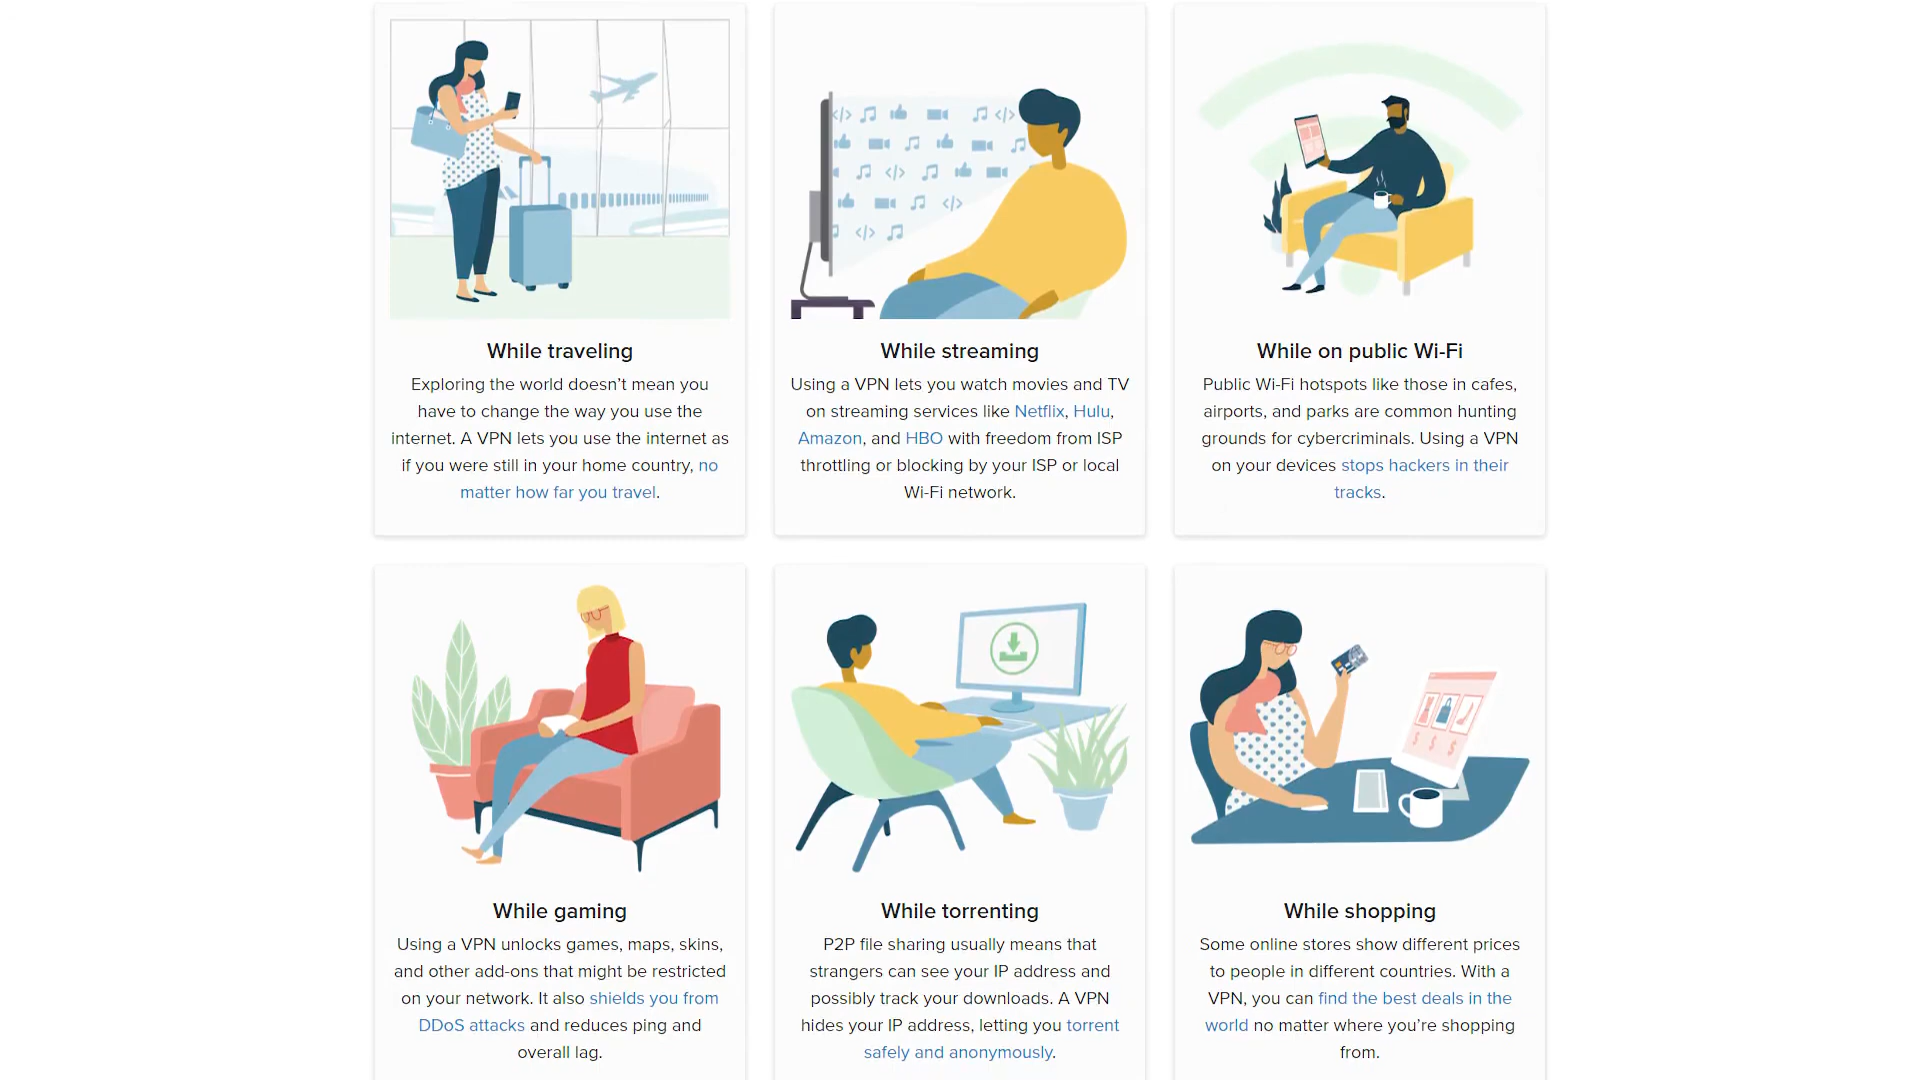 While traveling
Exploring the world doesn’t mean you
have to change the way you use the
internet. A VPN lets you use the internet as
if you were still in your home country, no
matter how far you travel.
While streaming
Using a VPN lets you watch movies and TV
on streaming services like Netflix, Hulu,
Amazon, and HBO with freedom from ISP
throttling or blocking by your ISP or local
Wi-Fi network.
While on public Wi-Fi
Public Wi-Fi hotspots like those in cafes,
airports, and parks are common hunting
grounds for cybercriminals. Using a VPN
on your devices stops hackers in their
tracks.
While gaming
Using a VPN unlocks games, maps, skins,
and other add-ons that might be restricted
on your network. It also shields you from
DDoS attacks and reduces ping and
overall lag.
While torrenting
P2P file sharing usually means that
strangers can see your IP address and
possibly track your downloads. A VPN
hides your IP address, letting you torrent
safely and anonymously.
While shopping
Some online stores show different prices
to people in different countries. With a
VPN, you can find the best deals in the
world no matter where you’re shopping
from.